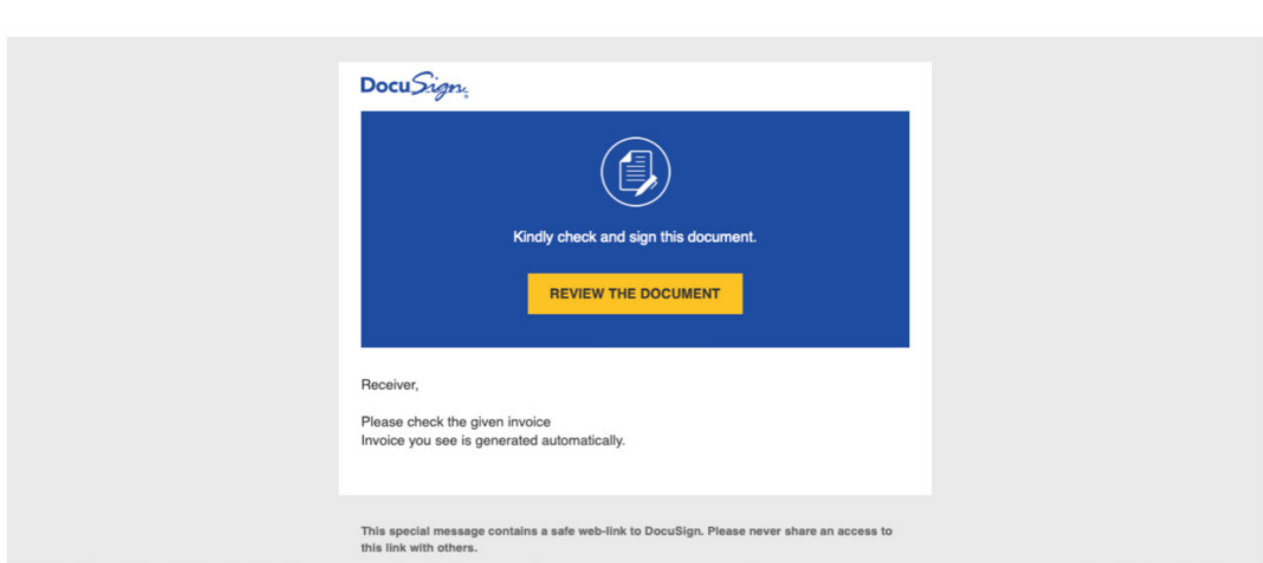 DocuSign
Kindly check and sign this document.
REVIEW THE DOCUMENT
Receiver,
Please check the given invoice
Invoice you see is generated automatically.
This special message contains a safe web-link to DocuSign. Please never share an access to
this link with others.